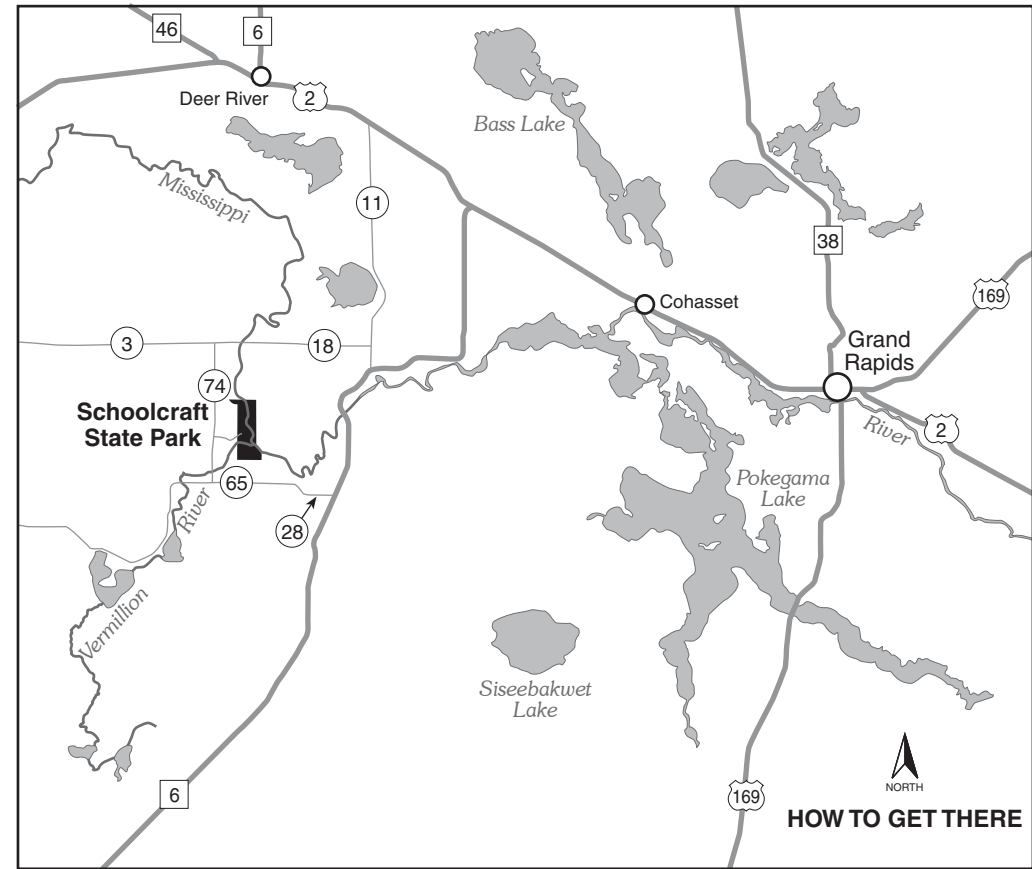 46
6
Deer River
2
Bass Lake
Mississippi
11
38
169
Cohasset
Grand
Rapids
3
18
74
Schoolcraft
State Park
River
2
65
Pokegama
Lake
River
28
Vermillion
Siseebakwet
Lake
NORTH
6
169
HOW TO GET THERE